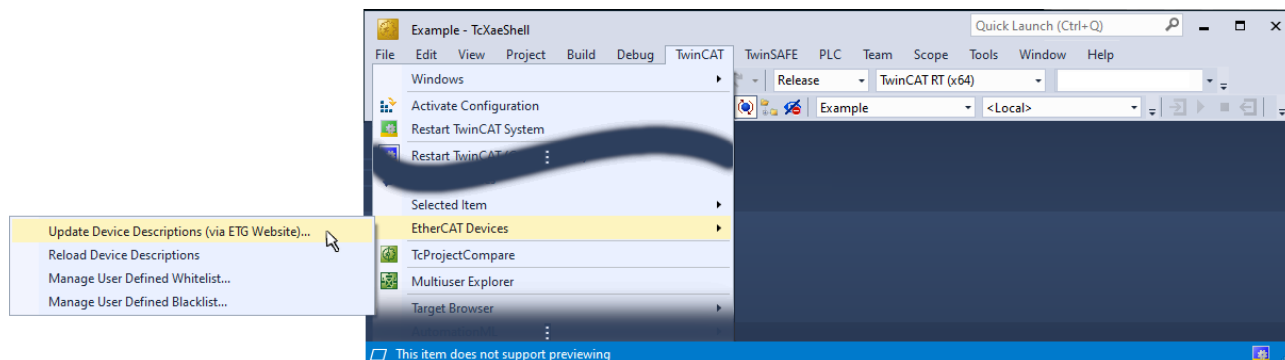 Example - TcXaeShell
Quick Launch (Ctrl+Q)
File Edit View Project Build Debug TwinCAT TwinSAFE PLC Team Scope Tools Window Help
Windows
Release
TwinCAT RT (x64)
Activate Configuration
Example
<Local>
Restart TwinCAT System
Restart TwinCAT
Selected Item
EtherCAT Devices
Update Device Descriptions (via ETG Website)...
Reload Device Descriptions
TcProjectCompare
Manage User Defined Whitelist...
Multiuser Explorer
Manage User Defined Blacklist...
Target Browser
AutomationML
This item does not support previewing